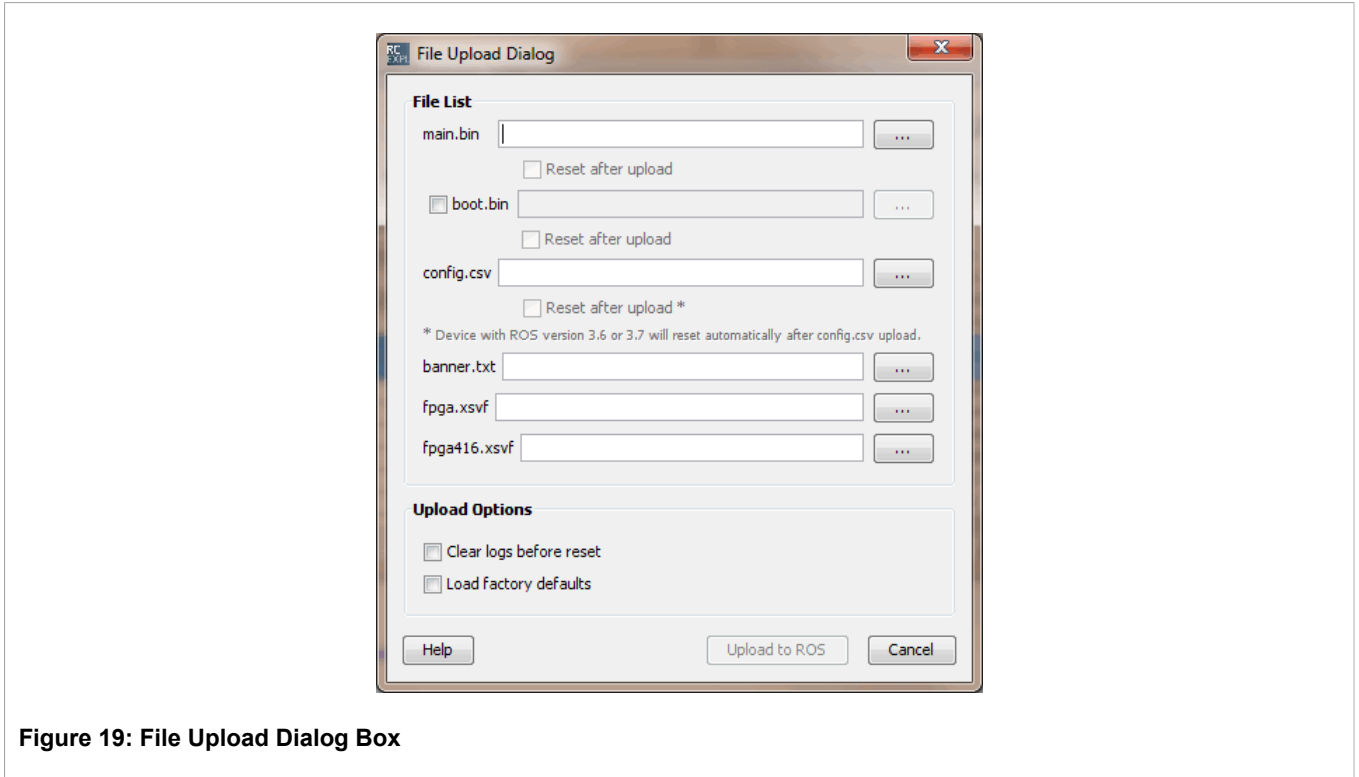 RC EXPL File Upload Dialog
File List
main.bin ...
Reset after upload
boot.bin ...
Reset after upload
config.csv ...
Reset after upload *
* Device with ROS version 3.6 or 3.7 will reset automatically after config.csv upload.
banner.txt ...
fpga.xsvf ...
fpga416.xsvf ...
Upload Options
Clear logs before reset
Load factory defaults
Help Upload to ROS Cancel
Figure 19: File Upload Dialog Box